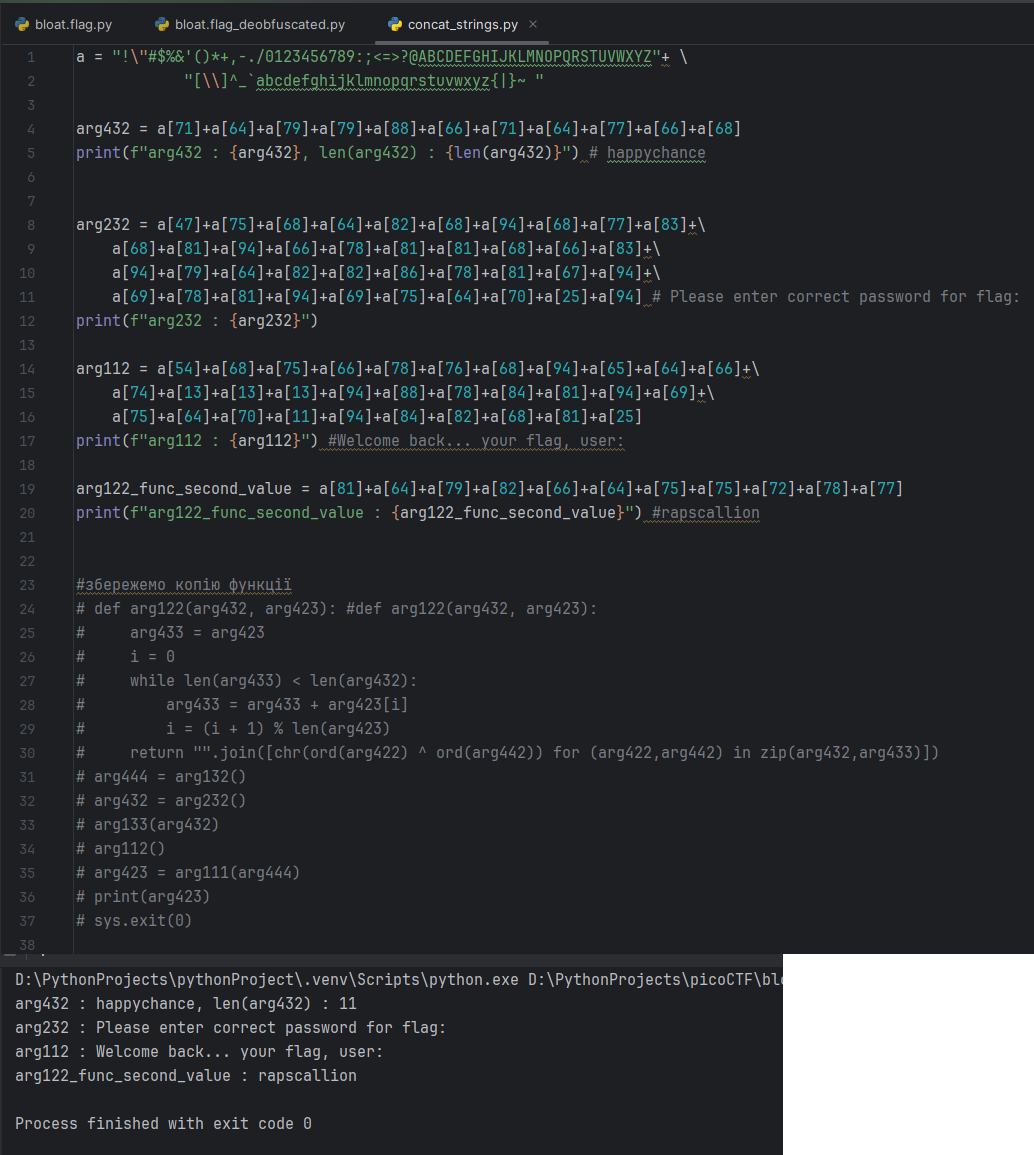 bloat.flag.py bloat.flag_deobfuscated.py concat_strings.py ×
1 a = "!\"#$%&'()*+,-./0123456789:;<=>?@ABCDEFGHIJKLMNOPQRSTUVWXYZ"+ \
2 "[\\]^_`abcdefghijklmnopqrstuvwxyz{|}~ "
3
4 arg432 = a[71]+a[64]+a[79]+a[79]+a[88]+a[66]+a[71]+a[64]+a[77]+a[66]+a[68]
5 print(f"arg432 : {arg432}, len(arg432) : {len(arg432)}") # happychance
6
7
8 arg232 = a[47]+a[75]+a[68]+a[64]+a[82]+a[68]+a[94]+a[68]+a[77]+a[83]+\
9 a[68]+a[81]+a[94]+a[66]+a[78]+a[81]+a[81]+a[68]+a[66]+a[83]+\
10 a[94]+a[79]+a[64]+a[82]+a[82]+a[86]+a[78]+a[81]+a[67]+a[94]+\
11 a[69]+a[78]+a[81]+a[94]+a[69]+a[75]+a[64]+a[70]+a[25]+a[94] # Please enter correct password for flag:
12 print(f"arg232 : {arg232}")
13
14 arg112 = a[54]+a[68]+a[75]+a[66]+a[78]+a[76]+a[68]+a[94]+a[65]+a[64]+a[66]+\
15 a[74]+a[13]+a[13]+a[13]+a[94]+a[88]+a[78]+a[84]+a[81]+a[94]+a[69]+\
16 a[75]+a[64]+a[70]+a[11]+a[94]+a[84]+a[82]+a[68]+a[81]+a[25]
17 print(f"arg112 : {arg112}") #Welcome back... your flag, user:
18
19 arg122_func_second_value = a[81]+a[64]+a[79]+a[82]+a[66]+a[64]+a[75]+a[75]+a[72]+a[78]+a[77]
20 print(f"arg122_func_second_value : {arg122_func_second_value}") #rapscallion
21
22
23 #збережемо копію функції
24 # def arg122(arg432, arg423): #def arg122(arg432, arg423):
25 # arg433 = arg423
26 # i = 0
27 # while len(arg433) < len(arg432):
28 # arg433 = arg433 + arg423[i]
29 # i = (i + 1) % len(arg423)
30 # return "".join([chr(ord(arg422) ^ ord(arg442)) for (arg422,arg442) in zip(arg432,arg433)])
31 # arg444 = arg132()
32 # arg432 = arg232()
33 # arg133(arg432)
34 # arg112()
35 # arg423 = arg111(arg444)
36 # print(arg423)
37 # sys.exit(0)
38
D:\PythonProjects\pythonProject\.venv\Scripts\python.exe D:\PythonProjects\picoCTF\blo
arg432 : happychance, len(arg432) : 11
arg232 : Please enter correct password for flag:
arg112 : Welcome back... your flag, user:
arg122_func_second_value : rapscallion
Process finished with exit code 0